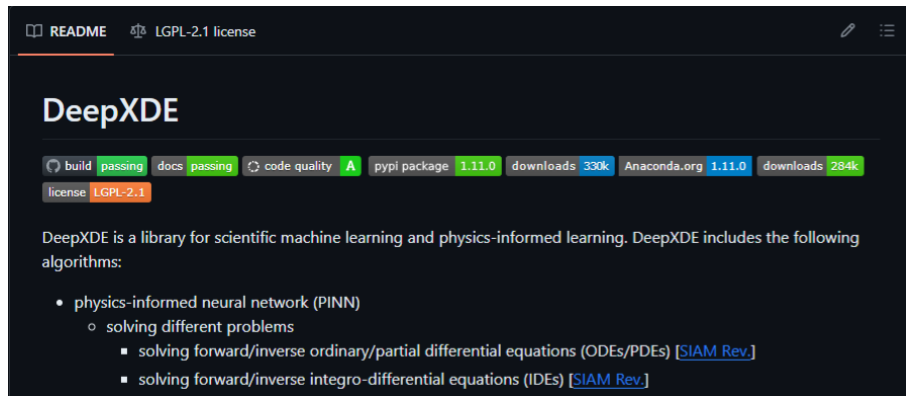 README LGPL-2.1 license
DeepXDE
build passing docs passing code quality A pypi package 1.11.0 downloads 330k Anaconda.org 1.11.0 downloads 284k
license LGPL-2.1
DeepXDE is a library for scientific machine learning and physics-informed learning. DeepXDE includes the following
algorithms:
• physics-informed neural network (PINN)
◦ solving different problems
▪ solving forward/inverse ordinary/partial differential equations (ODEs/PDEs) [SIAM Rev.]
▪ solving forward/inverse integro-differential equations (IDEs) [SIAM Rev.]